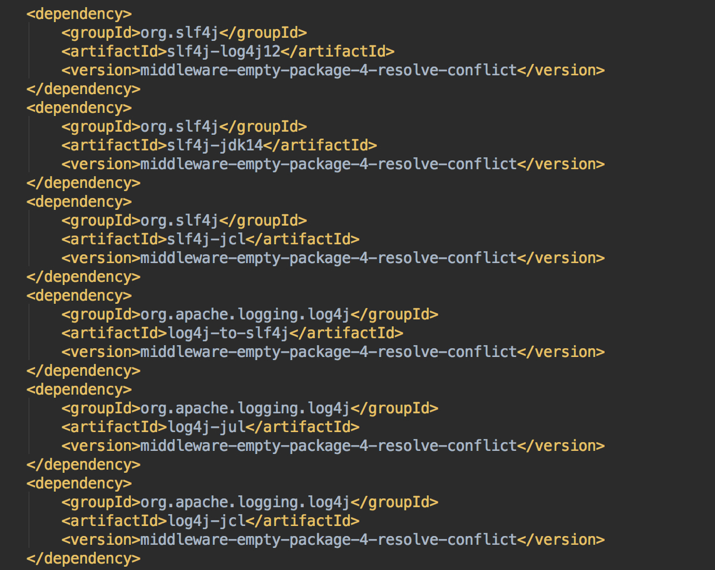 <dependency>
<groupId>org.slf4j</groupId>
<artifactId>slf4j-log4j12</artifactId>
<version>middleware-empty-package-4-resolve-conflict</version>
</dependency>
<dependency>
<groupId>org.slf4j</groupId>
<artifactId>slf4j-jdk14</artifactId>
<version>middleware-empty-package-4-resolve-conflict</version>
</dependency>
<dependency>
<groupId>org.slf4j</groupId>
<artifactId>slf4j-jcl</artifactId>
<version>middleware-empty-package-4-resolve-conflict</version>
</dependency>
<dependency>
<groupId>org.apache.logging.log4j</groupId>
<artifactId>log4j-to-slf4j</artifactId>
<version>middleware-empty-package-4-resolve-conflict</version>
</dependency>
<dependency>
<groupId>org.apache.logging.log4j</groupId>
<artifactId>log4j-jul</artifactId>
<version>middleware-empty-package-4-resolve-conflict</version>
</dependency>
<dependency>
<groupId>org.apache.logging.log4j</groupId>
<artifactId>log4j-jcl</artifactId>
<version>middleware-empty-package-4-resolve-conflict</version>
</dependency>